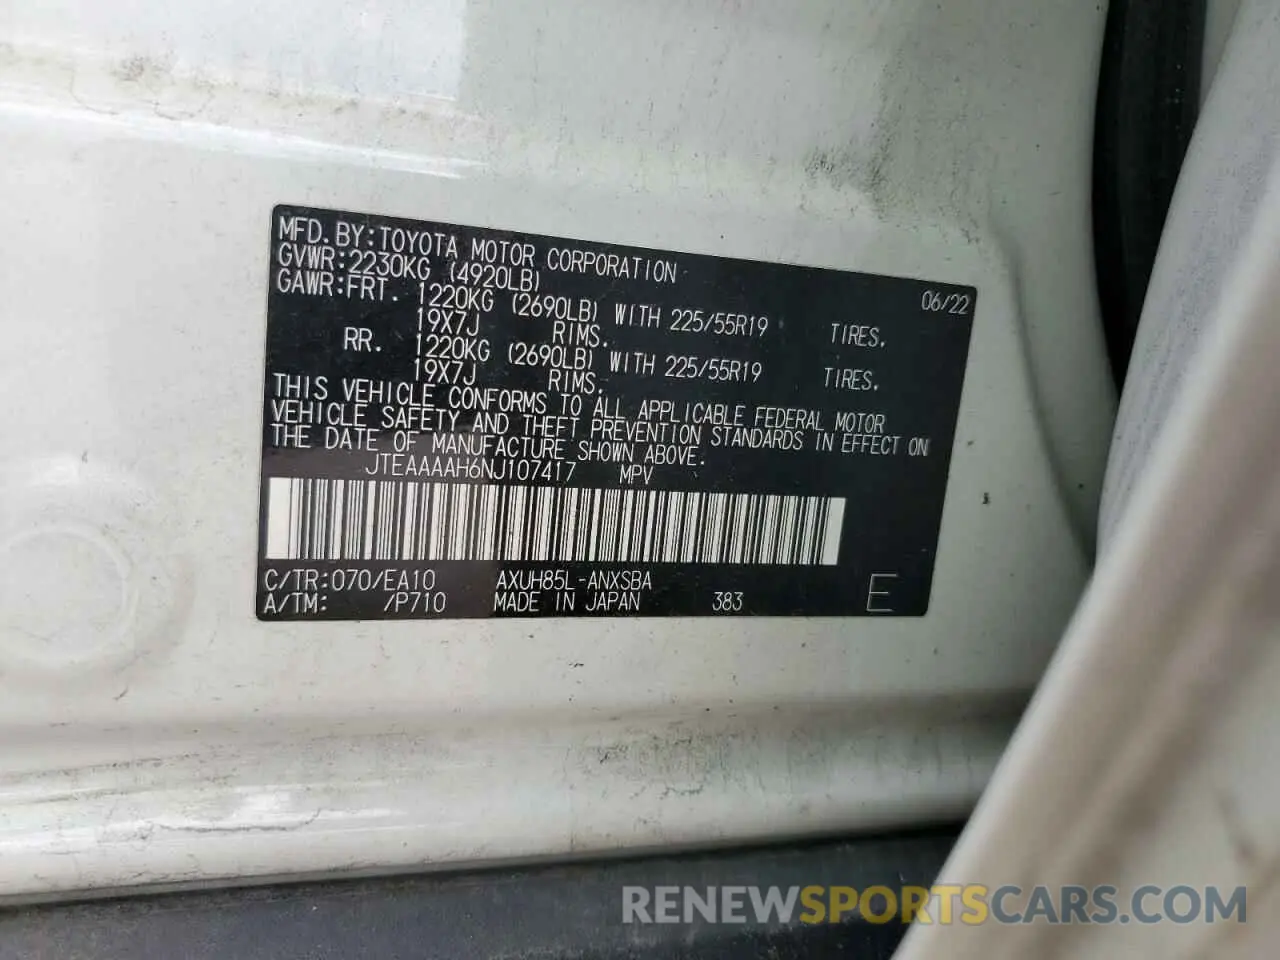 MFD.BY:TOYOTA MOTOR CORPORATION 06/22
GVWR:2230KG (4920LB)
GAWR:FRT. 1220KG (2690LB) WITH 225/55R19 TIRES.
19X7J RIMS.
RR. 1220KG (2690LB) WITH 225/55R19 TIRES.
19X7J RIMS.
THIS VEHICLE CONFORMS TO ALL APPLICABLE FEDERAL MOTOR
VEHICLE SAFETY AND THEFT PREVENTION STANDARDS IN EFFECT ON
THE DATE OF MANUFACTURE SHOWN ABOVE.
JTEAAAAH6NJ107417 MPV
C/TR:070/EA10 AXUH85L-ANXSBA
A/TM: /P710 MADE IN JAPAN 383 E
RENEWSPORTSCARS.COM